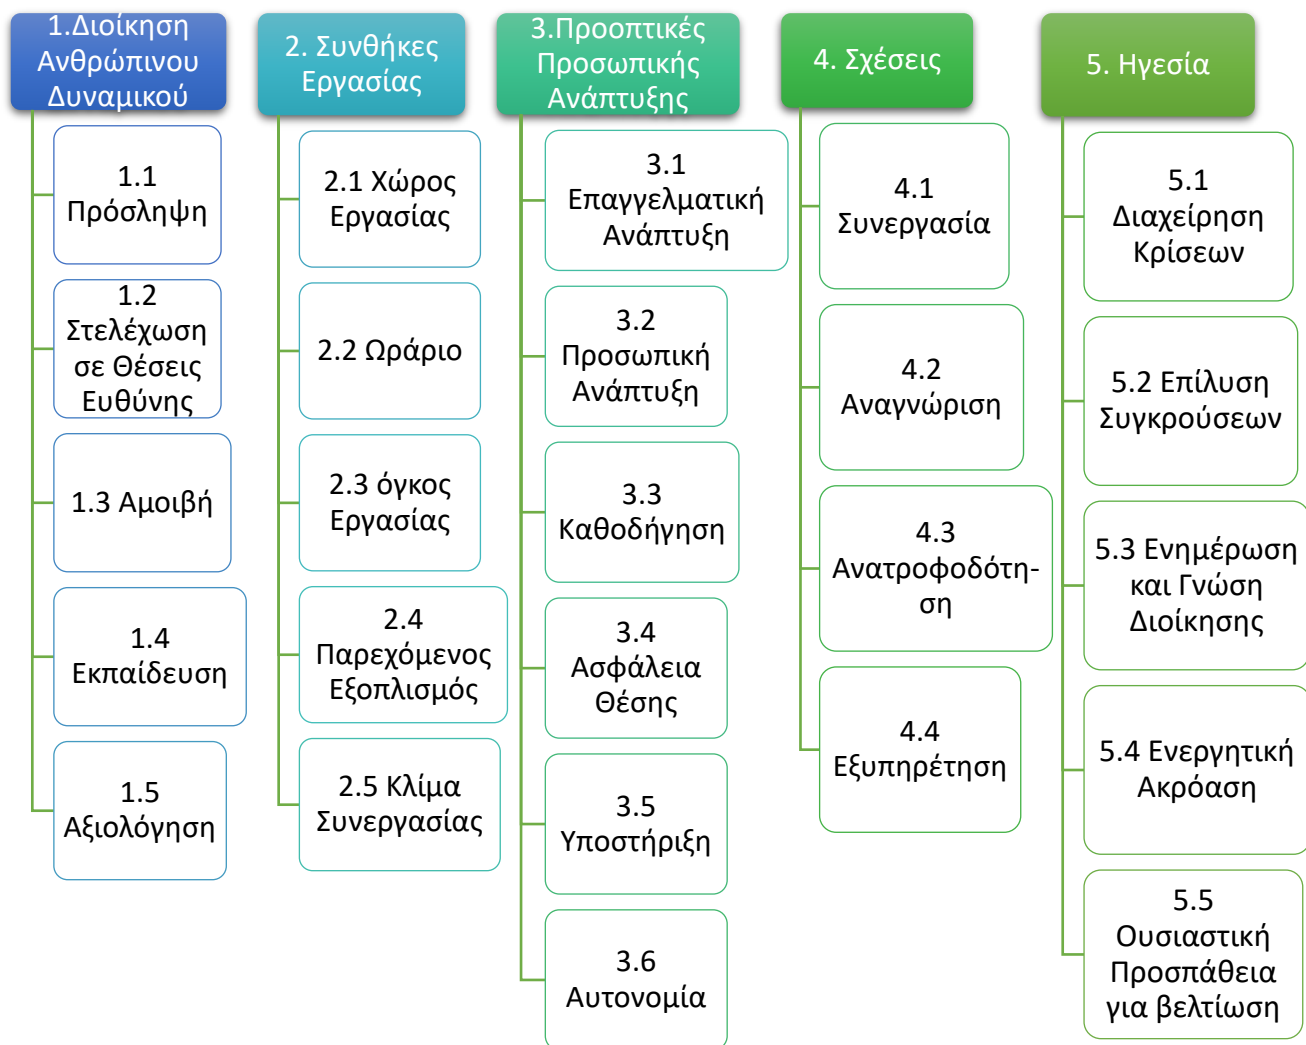 1.Διοίκηση
Ανθρώπινου
Δυναμικού
1.1
Πρόσληψη
1.2
Στελέχωση
σε Θέσεις
Ευθύνης
1.3 Αμοιβή
1.4
Εκπαίδευση
1.5
Αξιολόγηση
2. Συνθήκες
Εργασίας
2.1 Χώρος
Εργασίας
2.2 Ωράριο
2.3 όγκος
Εργασίας
2.4
Παρεχόμενος
Εξοπλισμός
2.5 Κλίμα
Συνεργασίας
3.Προοπτικές
Προσωπικής
Ανάπτυξης
3.1
Επαγγελματική
Ανάπτυξη
3.2
Προσωπική
Ανάπτυξη
3.3
Καθοδήγηση
3.4
Ασφάλεια
Θέσης
3.5
Υποστήριξη
3.6
Αυτονομία
4. Σχέσεις
4.1
Συνεργασία
4.2
Αναγνώριση
4.3
Ανατροφοδότη-
ση
4.4
Εξυπηρέτηση
5. Ηγεσία
5.1
Διαχείρηση
Κρίσεων
5.2 Επίλυση
Συγκρούσεων
5.3 Ενημέρωση
και Γνώση
Διοίκησης
5.4 Ενεργητική
Ακρόαση
5.5
Ουσιαστική
Προσπάθεια
για βελτίωση